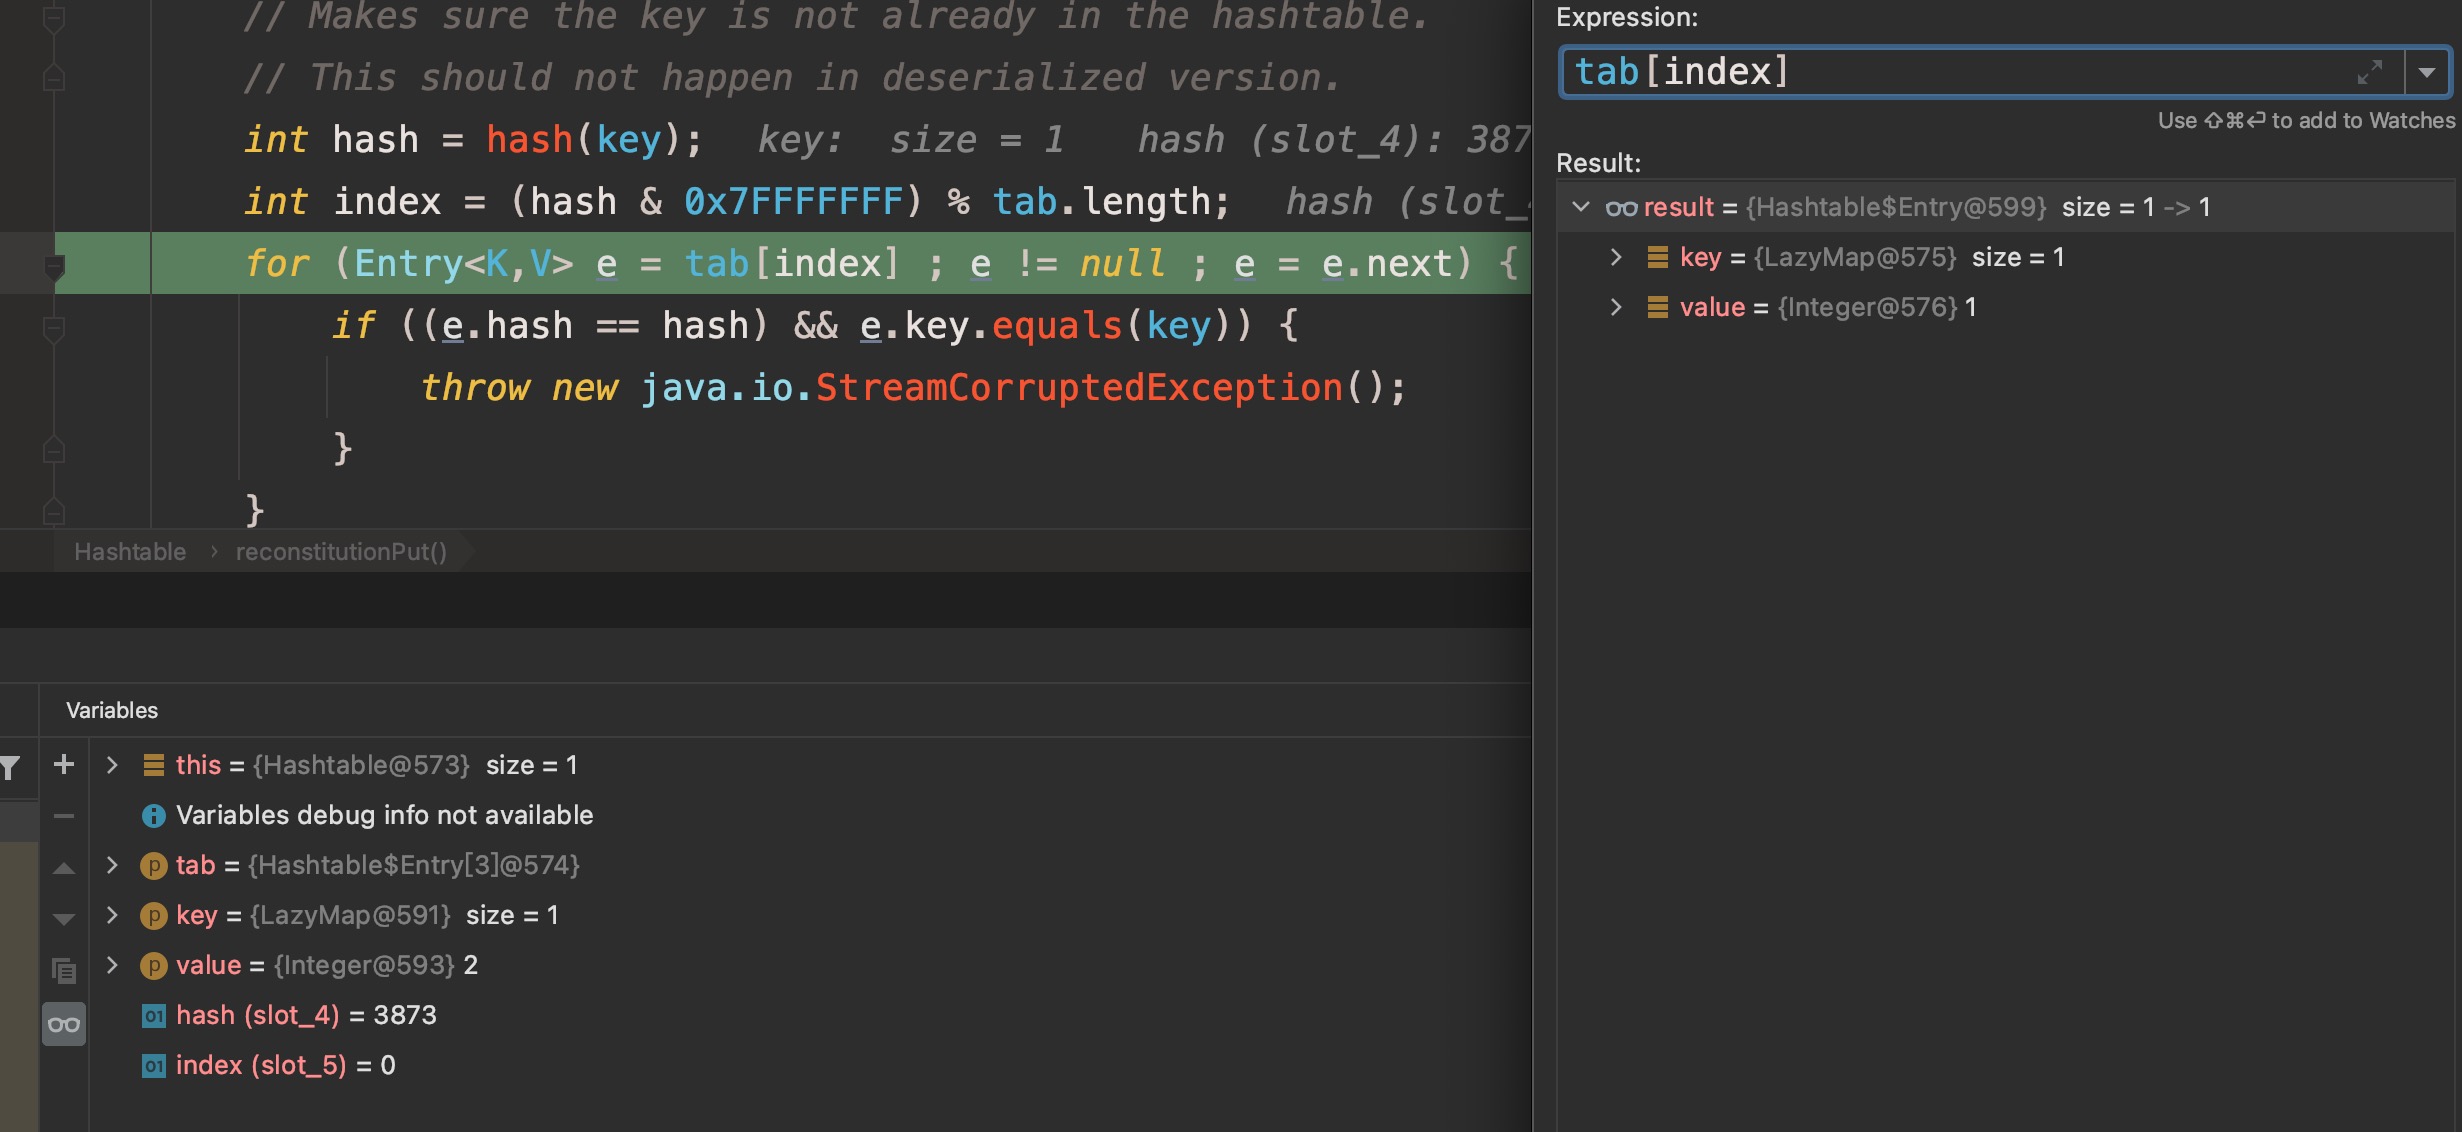 // Makes sure the key is not already in the hashtable.
// This should not happen in deserialized version.
int hash = hash(key);  key:  size = 1   hash (slot_4): 387
int index = (hash & 0x7FFFFFFF) % tab.length;  hash (slot_
for (Entry<K,V> e = tab[index] ; e != null ; e = e.next) {
if ((e.hash == hash) && e.key.equals(key)) {
throw new java.io.StreamCorruptedException();
}
}
Hashtable › reconstitutionPut()
Variables
this = {Hashtable@573} size = 1
Variables debug info not available
tab = {Hashtable$Entry[3]@574}
key = {LazyMap@591} size = 1
value = {Integer@593} 2
hash (slot_4) = 3873
index (slot_5) = 0
Expression:
tab[index]
Use ⇧⌘⏎ to add to Watches
Result:
result = {Hashtable$Entry@599} size = 1 -> 1
key = {LazyMap@575} size = 1
value = {Integer@576} 1